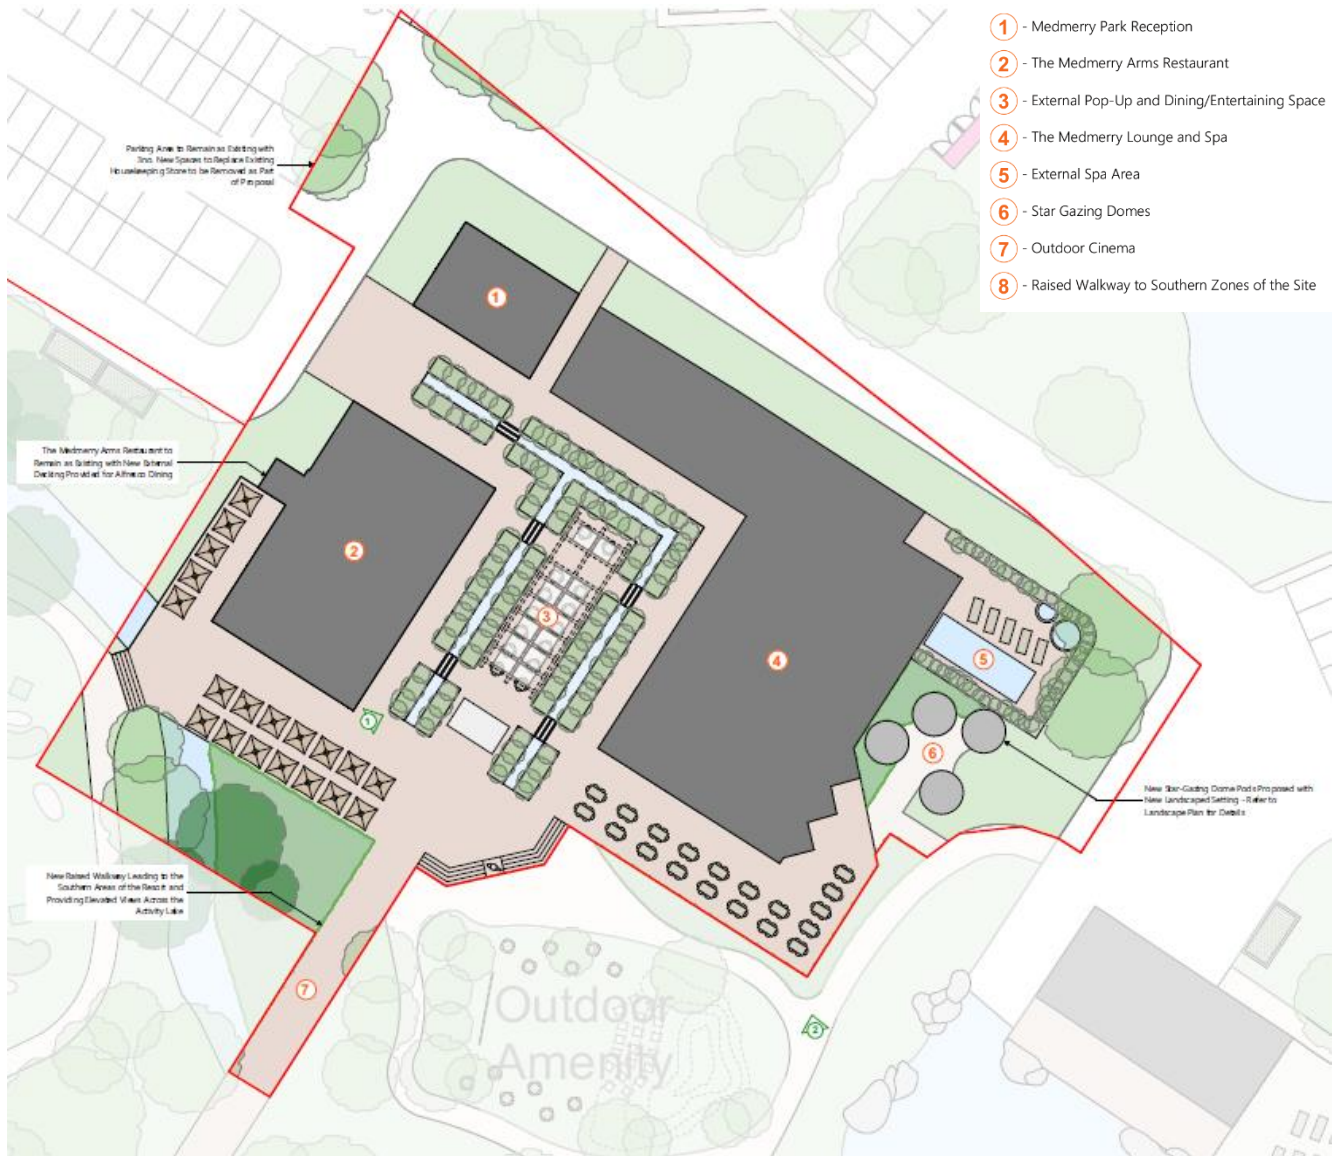 1 - Medmerry Park Reception
2 - The Medmerry Arms Restaurant
3 - External Pop-Up and Dining/Entertaining Space
4 - The Medmerry Lounge and Spa
5 - External Spa Area
6 - Star Gazing Domes
7 - Outdoor Cinema
8 - Raised Walkway to Southern Zones of the Site
Parking Area to Remain as Existing with
3no. New Spaces to Replace Existing
Housekeeping Store to be Removed as Part
of Proposal
1
The Medmerry Arms Restaurant to
Remain as Existing with New External
Decking Provided for Alfresco Dining
2
3
4
5
1
6
New Star-Gazing Dome Pods Proposed with
New Landscaped Setting - Refer to
Landscape Plan for Details
New Raised Walkway Leading to the
Southern Areas of the Resort and
Providing Elevated Views Across the
Activity Lake
7
Outdoor
Amenity
2